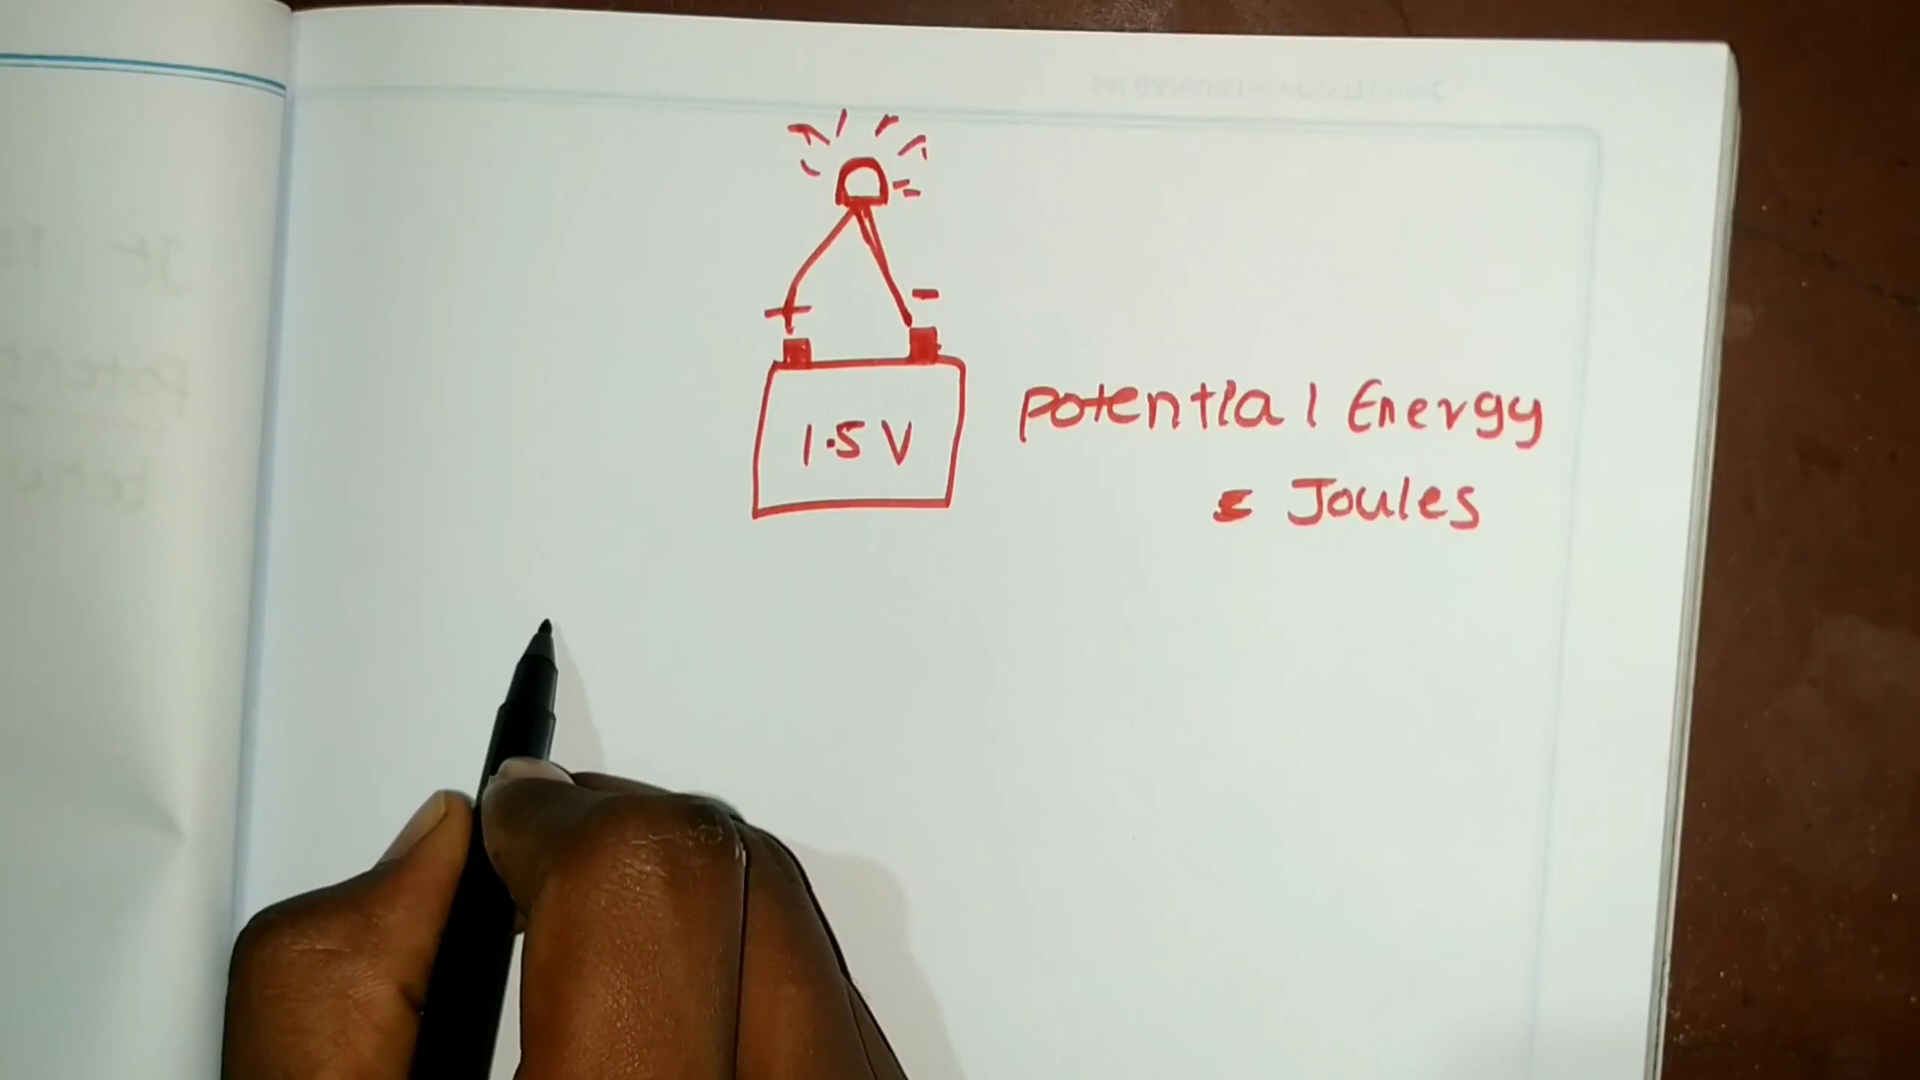 + -
1.5 V
Potential Energy
= Joules